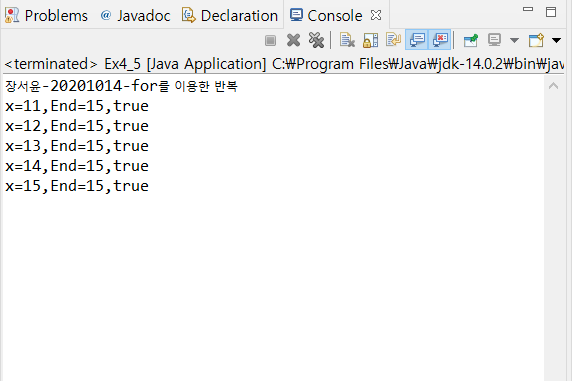 Problems @ Javadoc Declaration Console
<terminated> Ex4_5 [Java Application] C:₩Program Files₩Java₩jdk-14.0.2₩bin₩jav
장서윤-20201014-for를 이용한 반복
x=11,End=15,true
x=12,End=15,true
x=13,End=15,true
x=14,End=15,true
x=15,End=15,true